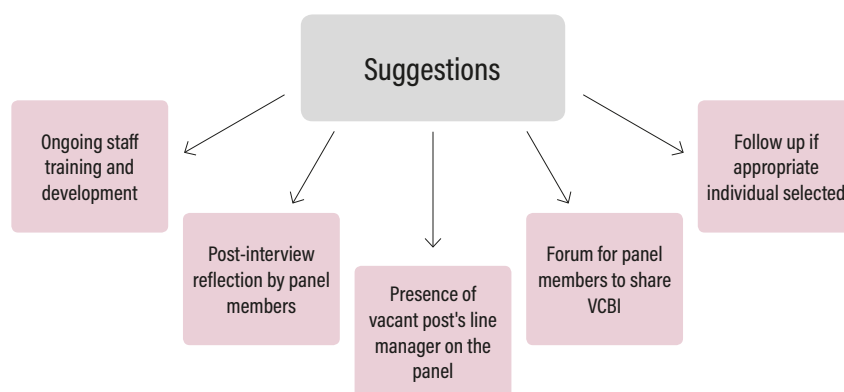 Suggestions
Ongoing staff
training and
development
Post-interview
reflection by panel
members
Presence of
vacant post's line
manager on the
panel
Forum for panel
members to share
VCBI
Follow up if
appropriate
individual selected